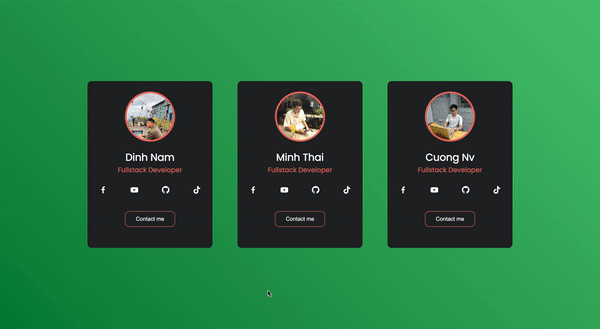 Dinh Nam
Fullstack Developer
Contact me
Minh Thai
Fullstack Developer
Contact me
Cuong Nv
Fullstack Developer
Contact me